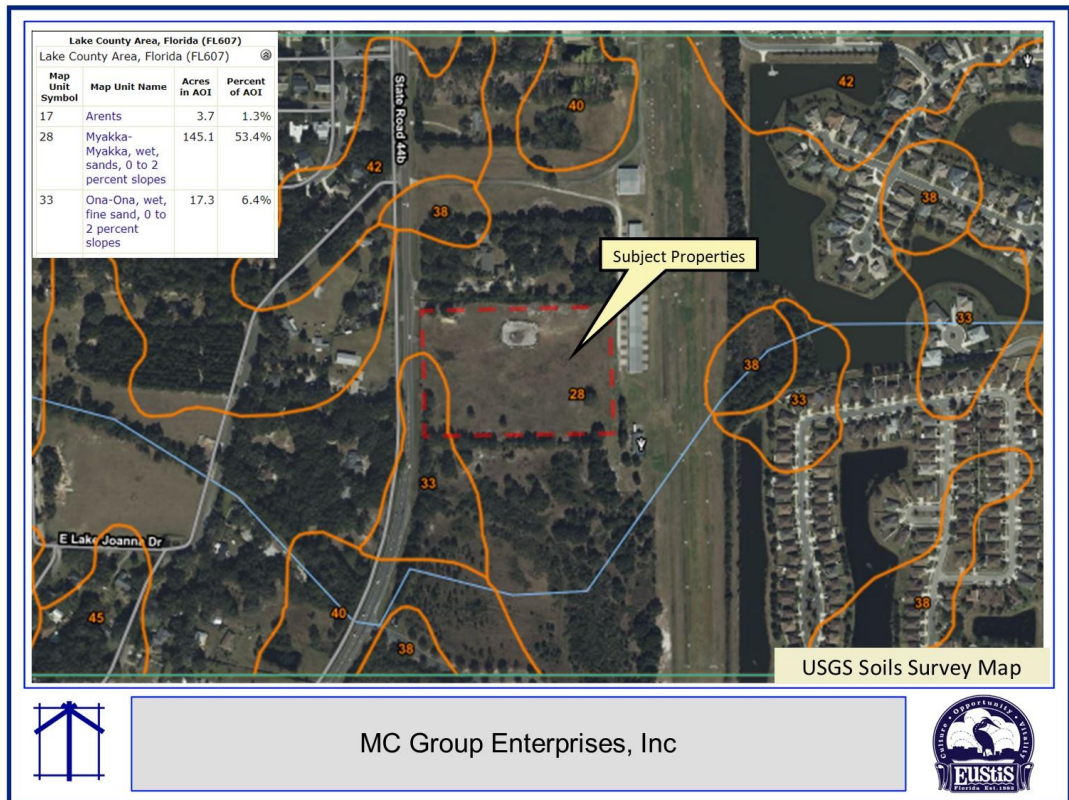 Lake County Area, Florida (FL607)
Lake County Area, Florida (FL607)
Map Unit Symbol
Map Unit Name
Acres in AOI
Percent of AOI
17
Arents
3.7
1.3%
28
Myakka-
Myakka, wet,
sands, 0 to 2
percent slopes
145.1
53.4%
33
Ona-Ona, wet,
fine sand, 0 to
2 percent
slopes
17.3
6.4%
State Road 44b
42
40
42
38
38
Subject Properties
33
38
28
33
33
E Lake Joanna Dr
45
40
38
38
USGS Soils Survey Map
MC Group Enterprises, Inc
Culture • Opportunity • Vitality
EUSTIS
Florida Est. 1883